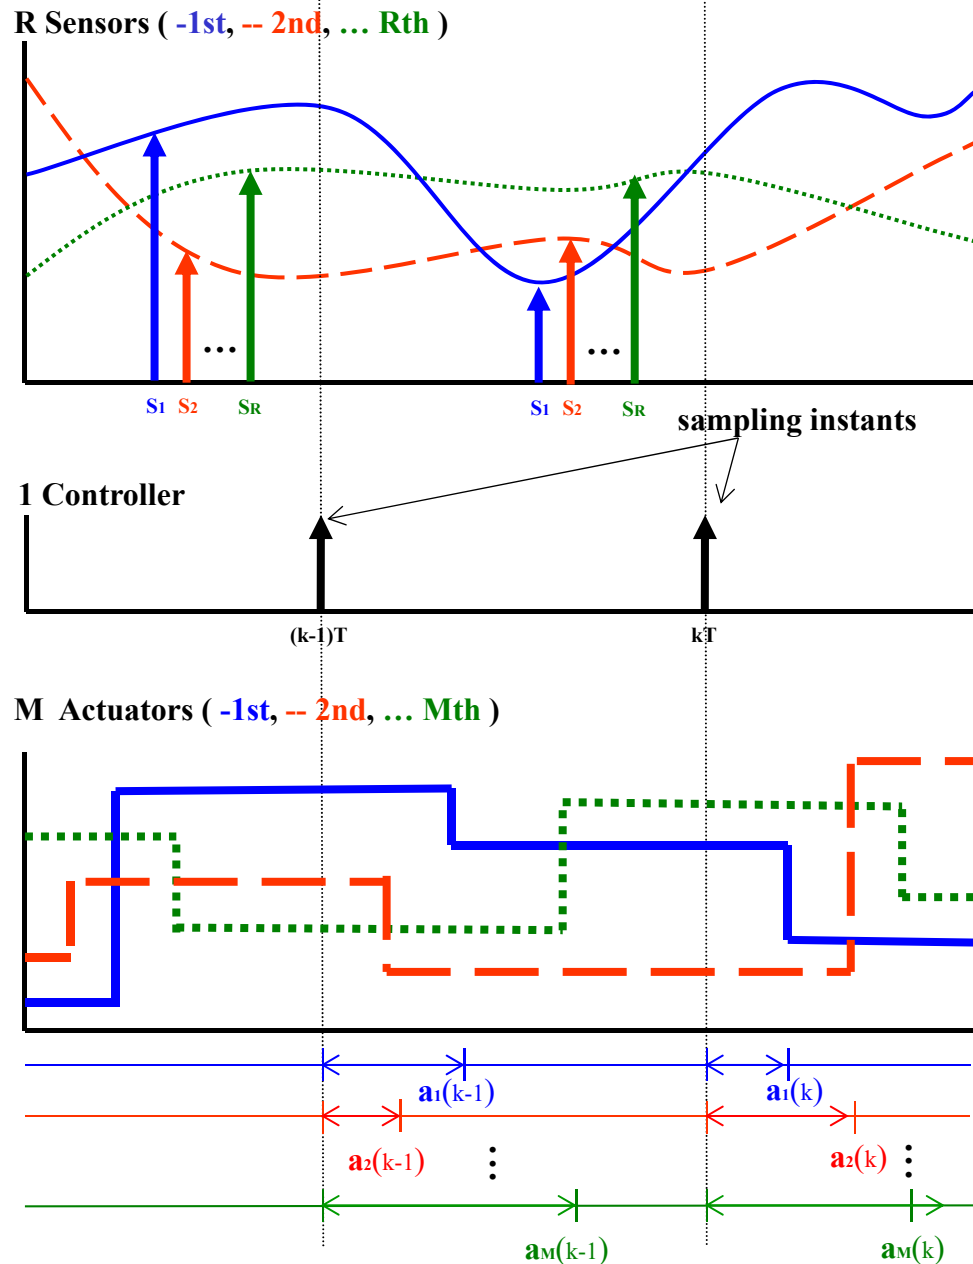 R Sensors ( -1st, -- 2nd, … Rth )
… …
S1 S2 SR S1 S2 SR
sampling instants
1 Controller
(k-1)T kT
M Actuators ( -1st, -- 2nd, … Mth )
a1(k-1) a1(k)
a2(k-1) ⋮ a2(k) ⋮
aM(k-1) aM(k)